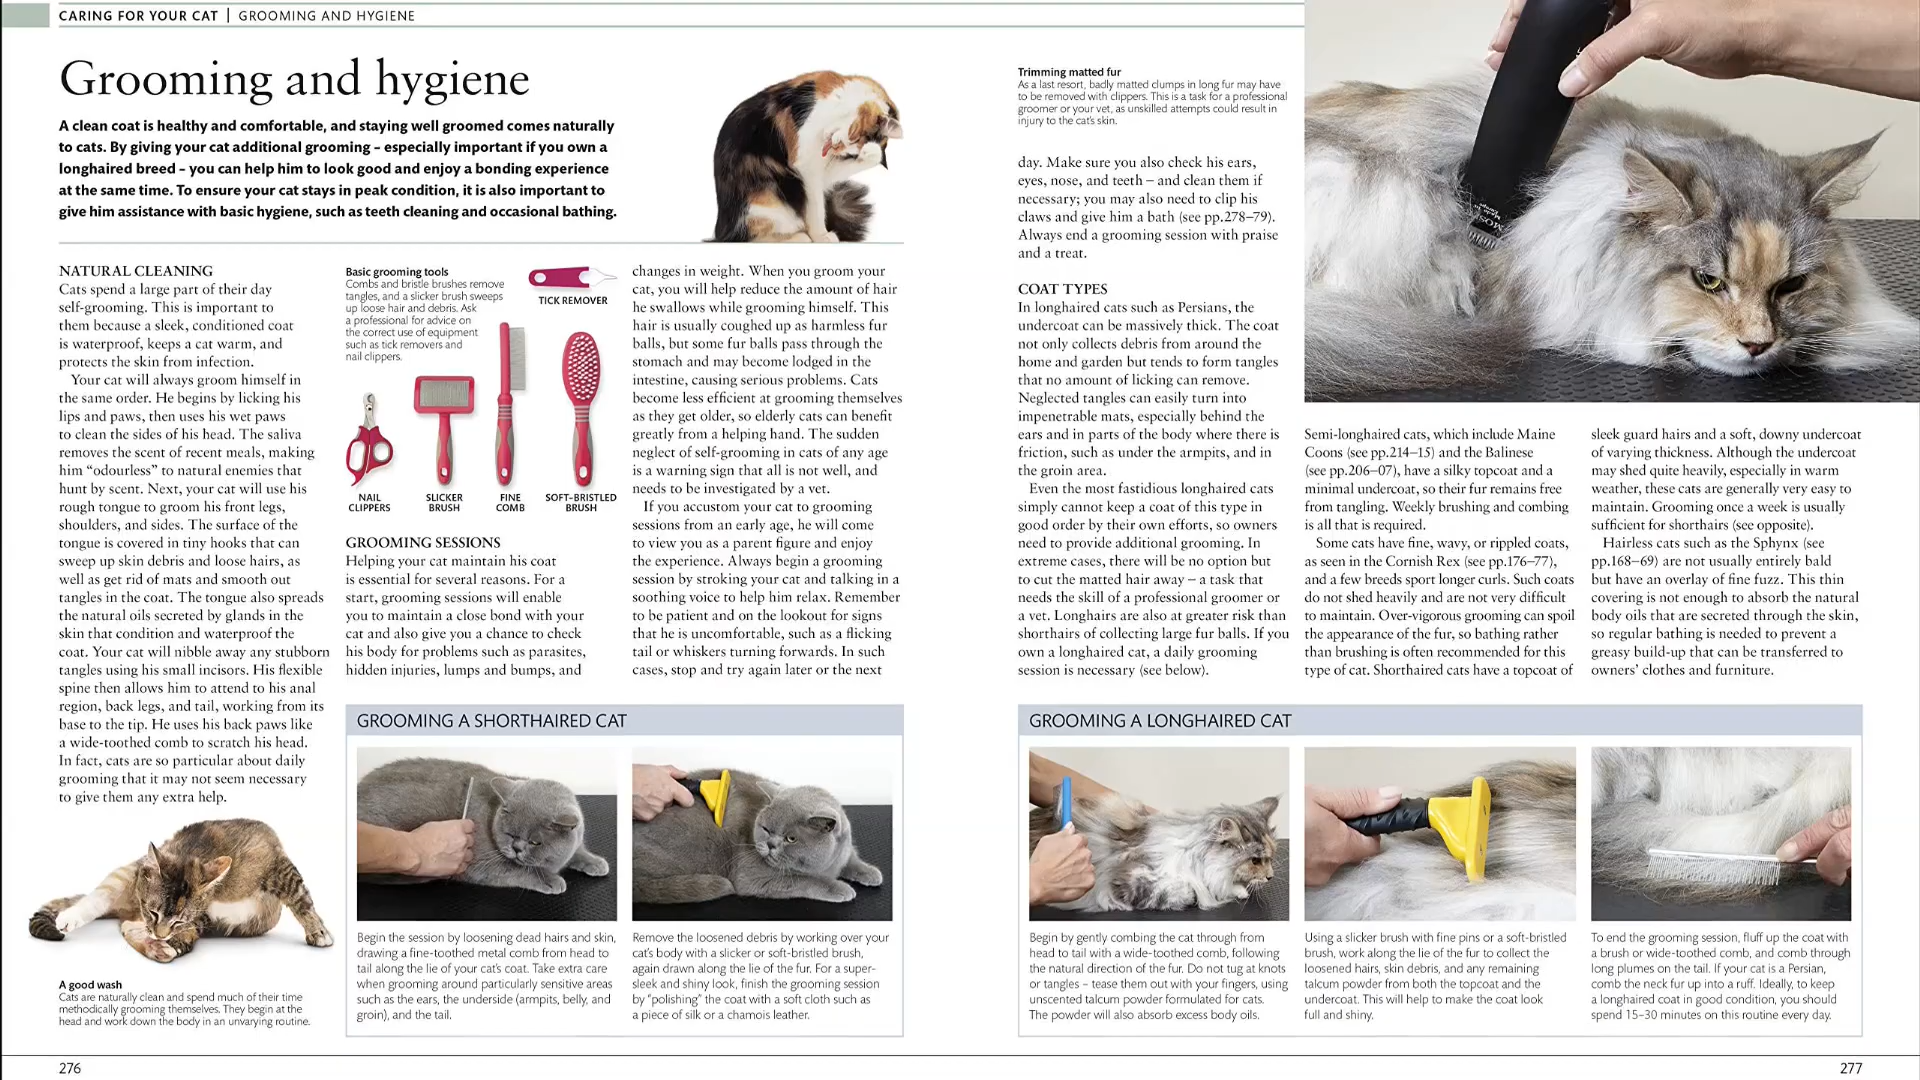 CARING FOR YOUR CAT | GROOMING AND HYGIENE
Grooming and hygiene
A clean coat is healthy and comfortable, and staying well groomed comes naturally
to cats. By giving your cat additional grooming – especially important if you own a
longhaired breed – you can help him to look good and enjoy a bonding experience
at the same time. To ensure your cat stays in peak condition, it is also important to
give him assistance with basic hygiene, such as teeth cleaning and occasional bathing.
NATURAL CLEANING
Cats spend a large part of their day
self-grooming. This is important to
them because a sleek, conditioned coat
is waterproof, keeps a cat warm, and
protects the skin from infection.
Your cat will always groom himself in
the same order. He begins by licking his
lips and paws, then uses his wet paws
to clean the sides of his head. The saliva
removes the scent of recent meals, making
him “odourless” to natural enemies that
hunt by scent. Next, your cat will use his
rough tongue to groom his front legs,
shoulders, and sides. The surface of the
tongue is covered in tiny hooks that can
sweep up skin debris and loose hairs, as
well as get rid of mats and smooth out
tangles in the coat. The tongue also spreads
the natural oils secreted by glands in the
skin that condition and waterproof the
coat. Your cat will nibble away any stubborn
tangles using his small incisors. His flexible
spine then allows him to attend to his anal
region, back legs, and tail, working from its
base to the tip. He uses his back paws like
a wide-toothed comb to scratch his head.
In fact, cats are so particular about daily
grooming that it may not seem necessary
to give them any extra help.
A good wash
Cats are naturally clean and spend much of their time
methodically grooming themselves. They begin at the
head and work down the body in an unvarying routine.
Basic grooming tools
Combs and bristle brushes remove
tangles, and a slicker brush sweeps
up loose hair and debris. Ask
a professional for advice on
the correct use of equipment
such as tick removers and
nail clippers.
TICK REMOVER
NAIL
CLIPPERS
SLICKER
BRUSH
FINE
COMB
SOFT-BRISTLED
BRUSH
GROOMING SESSIONS
Helping your cat maintain his coat
is essential for several reasons. For a
start, grooming sessions will enable
you to maintain a close bond with your
cat and also give you a chance to check
his body for problems such as parasites,
hidden injuries, lumps and bumps, and
changes in weight. When you groom your
cat, you will help reduce the amount of hair
he swallows while grooming himself. This
hair is usually coughed up as harmless fur
balls, but some fur balls pass through the
stomach and may become lodged in the
intestine, causing serious problems. Cats
become less efficient at grooming themselves
as they get older, so elderly cats can benefit
greatly from a helping hand. The sudden
neglect of self-grooming in cats of any age
is a warning sign that all is not well, and
needs to be investigated by a vet.
If you accustom your cat to grooming
sessions from an early age, he will come
to view you as a parent figure and enjoy
the experience. Always begin a grooming
session by stroking your cat and talking in a
soothing voice to help him relax. Remember
to be patient and on the lookout for signs
that he is uncomfortable, such as a flicking
tail or whiskers turning forwards. In such
cases, stop and try again later or the next
GROOMING A SHORTHAIRED CAT
Begin the session by loosening dead hairs and skin,
drawing a fine-toothed metal comb from head to
tail along the lie of your cat's coat. Take extra care
when grooming around particularly sensitive areas
such as the ears, the underside (armpits, belly, and
groin), and the tail.
Remove the loosened debris by working over your
cat's body with a slicker or soft-bristled brush,
again drawn along the lie of the fur. For a super-
sleek and shiny look, finish the grooming session
by “polishing” the coat with a soft cloth such as
a piece of silk or a chamois leather.
276
Trimming matted fur
As a last resort, badly matted clumps in long fur may have
to be removed with clippers. This is a task for a professional
groomer or your vet, as unskilled attempts could result in
injury to the cat's skin.
day. Make sure you also check his ears,
eyes, nose, and teeth – and clean them if
necessary; you may also need to clip his
claws and give him a bath (see pp.278–79).
Always end a grooming session with praise
and a treat.
COAT TYPES
In longhaired cats such as Persians, the
undercoat can be massively thick. The coat
not only collects debris from around the
home and garden but tends to form tangles
that no amount of licking can remove.
Neglected tangles can easily turn into
impenetrable mats, especially behind the
ears and in parts of the body where there is
friction, such as under the armpits, and in
the groin area.
Even the most fastidious longhaired cats
simply cannot keep a coat of this type in
good order by their own efforts, so owners
need to provide additional grooming. In
extreme cases, there will be no option but
to cut the matted hair away – a task that
needs the skill of a professional groomer or
a vet. Longhairs are also at greater risk than
shorthairs of collecting large fur balls. If you
own a longhaired cat, a daily grooming
session is necessary (see below).
Semi-longhaired cats, which include Maine
Coons (see pp.214–15) and the Balinese
(see pp.206–07), have a silky topcoat and a
minimal undercoat, so their fur remains free
from tangling. Weekly brushing and combing
is all that is required.
Some cats have fine, wavy, or rippled coats,
as seen in the Cornish Rex (see pp.176–77),
and a few breeds sport longer curls. Such coats
do not shed heavily and are not very difficult
to maintain. Over-vigorous grooming can spoil
the appearance of the fur, so bathing rather
than brushing is often recommended for this
type of cat. Shorthaired cats have a topcoat of
sleek guard hairs and a soft, downy undercoat
of varying thickness. Although the undercoat
may shed quite heavily, especially in warm
weather, these cats are generally very easy to
maintain. Grooming once a week is usually
sufficient for shorthairs (see opposite).
Hairless cats such as the Sphynx (see
pp.168–69) are not usually entirely bald
but have an overlay of fine fuzz. This thin
covering is not enough to absorb the natural
body oils that are secreted through the skin,
so regular bathing is needed to prevent a
greasy build-up that can be transferred to
owners' clothes and furniture.
GROOMING A LONGHAIRED CAT
Begin by gently combing the cat through from
head to tail with a wide-toothed comb, following
the natural direction of the fur. Do not tug at knots
or tangles – tease them out with your fingers, using
unscented talcum powder formulated for cats.
The powder will also absorb excess body oils.
Using a slicker brush with fine pins or a soft-bristled
brush, work along the lie of the fur to collect the
loosened hairs, skin debris, and any remaining
talcum powder from both the topcoat and the
undercoat. This will help to make the coat look
full and shiny.
To end the grooming session, fluff up the coat with
a brush or wide-toothed comb, and comb through
long plumes on the tail. If your cat is a Persian,
comb the neck fur up into a ruff. Ideally, to keep
a longhaired coat in good condition, you should
spend 15–30 minutes on this routine every day.
277